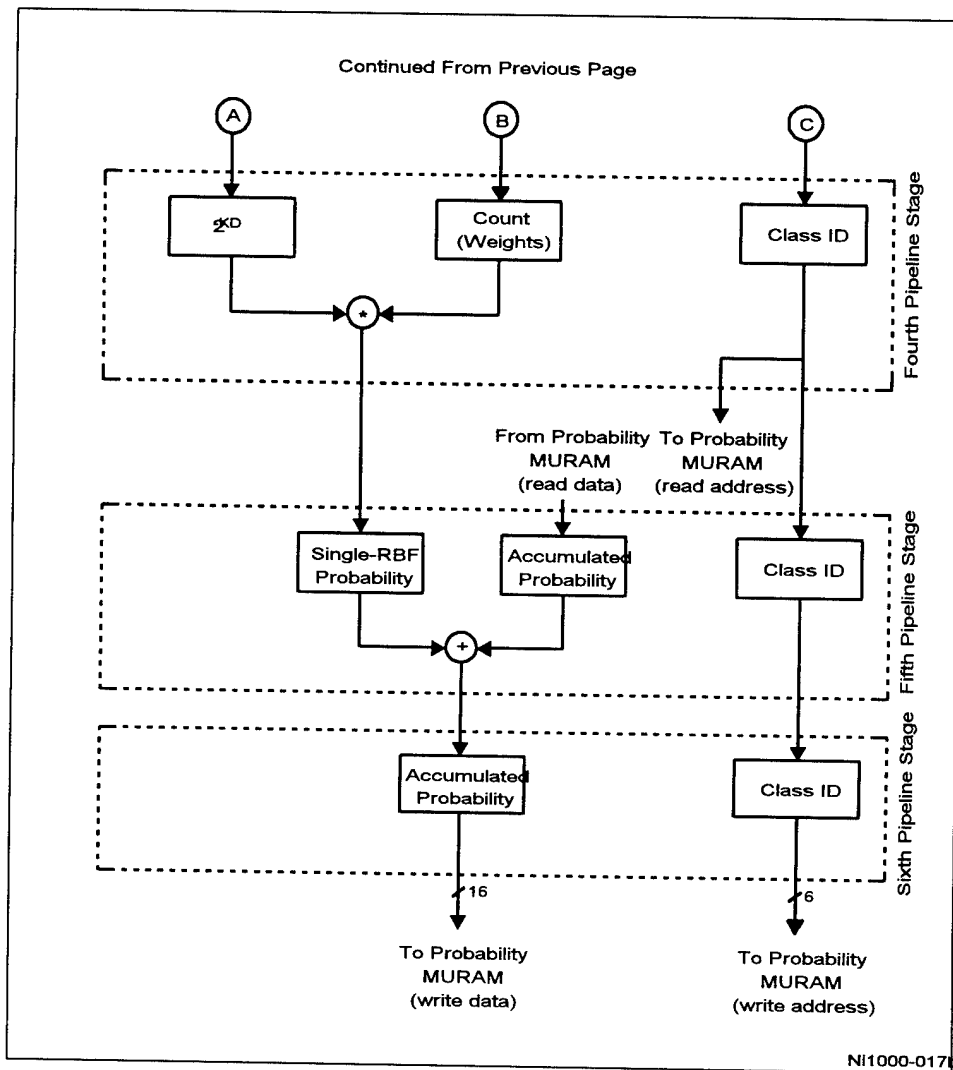 Continued From Previous Page
A
B
C
2KD
Count
(Weights)
Class ID
*
Fourth Pipeline Stage
From Probability
MURAM
(read data)
To Probability
MURAM
(read address)
Single-RBF
Probability
Accumulated
Probability
Class ID
+
Fifth Pipeline Stage
Accumulated
Probability
Class ID
Sixth Pipeline Stage
16
6
To Probability
MURAM
(write data)
To Probability
MURAM
(write address)
Ni1000-017